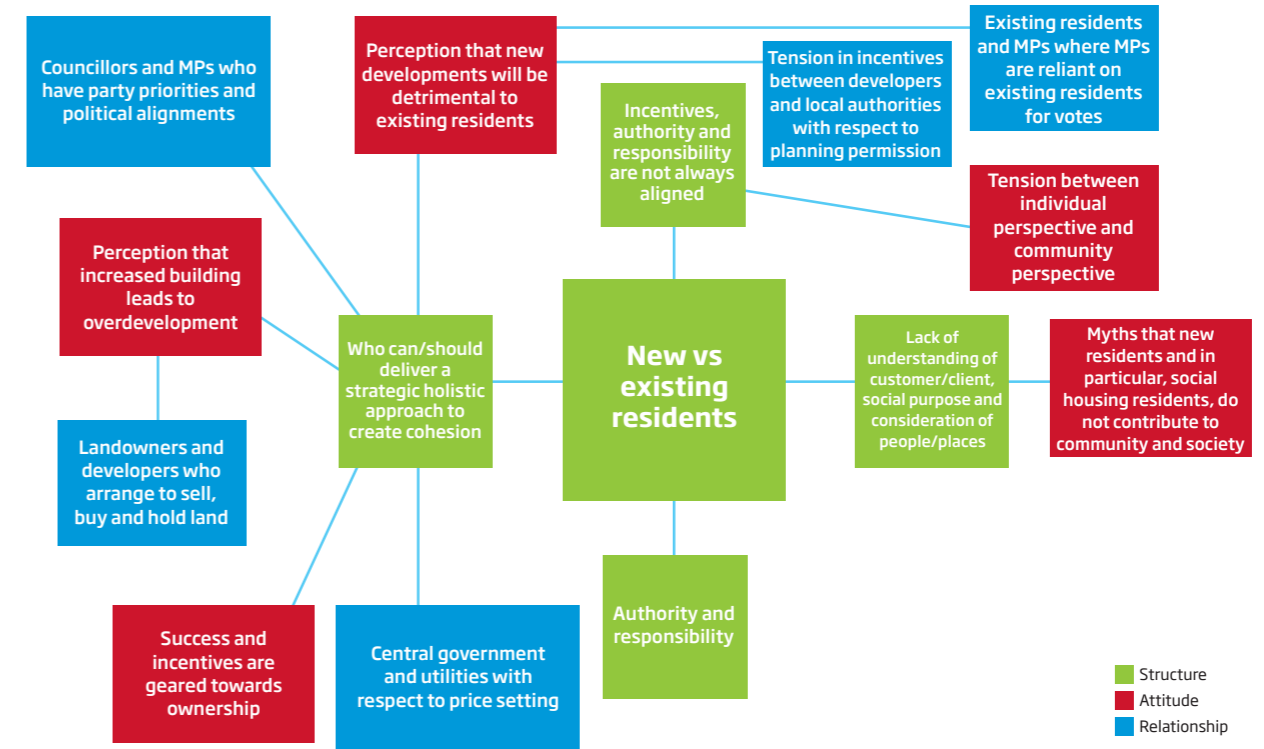 Councillors and MPs who
have party priorities and
political alignments
Perception that new
developments will be
detrimental to
existing residents
Existing residents
and MPs where MPs
are reliant on
existing residents
for votes
Tension in incentives
between developers
and local authorities
with respect to
planning permission
Incentives,
authority and
responsibility
are not always
aligned
Tension between
individual
perspective and
community
perspective
Perception that
increased building
leads to
overdevelopment
Who can/should
deliver a
strategic holistic
approach to
create cohesion
New vs
existing
residents
Lack of
understanding of
customer/client,
social purpose and
consideration of
people/places
Myths that new
residents and in
particular, social
housing residents, do
not contribute to
community and society
Landowners and
developers who
arrange to sell,
buy and hold land
Success and
incentives are
geared towards
ownership
Central government
and utilities with
respect to price setting
Authority and
responsibility
Structure
Attitude
Relationship